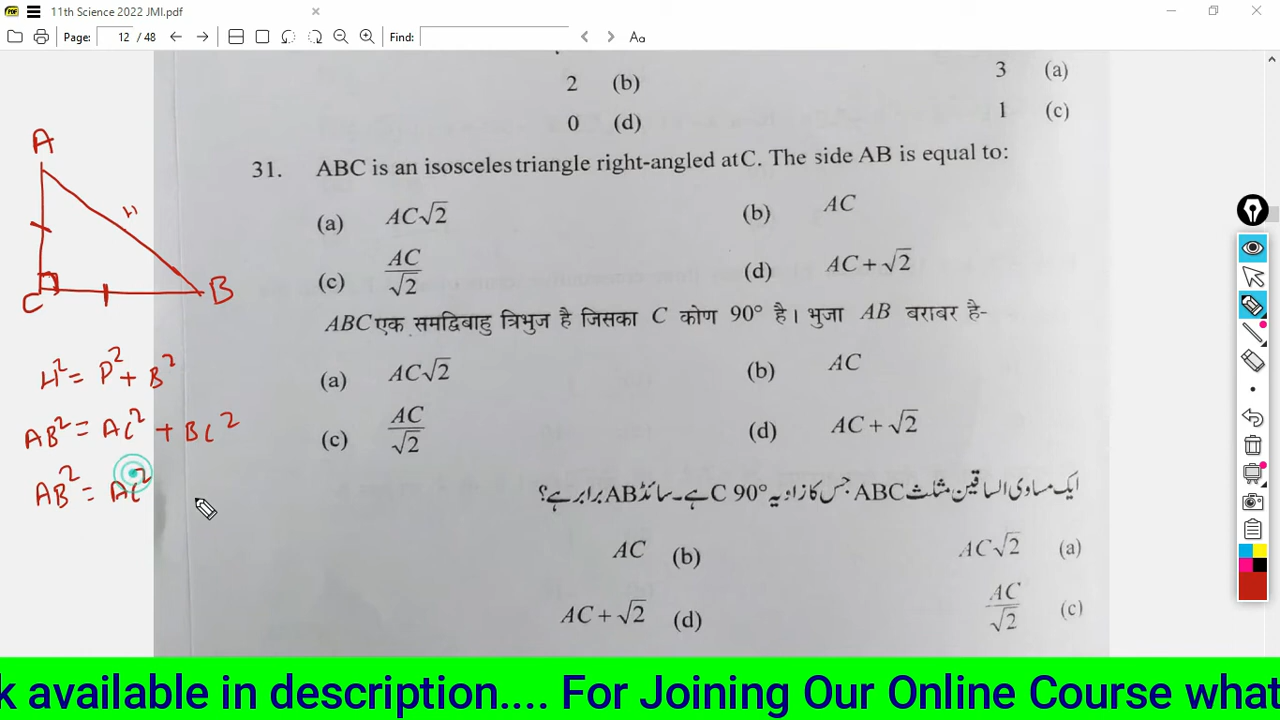 11th Science 2022 JMI.pdf
Page: 12 / 48 Find: Aa
2 (b) 3 (a)
0 (d) 1 (c)
31. ABC is an isosceles triangle right-angled at C. The side AB is equal to:
(a) AC√2 (b) AC
(c) AC/√2 (d) AC + √2
ABC एक समद्विबाहु त्रिभुज है जिसका C कोण 90° है। भुजा AB बराबर है-
(a) AC√2 (b) AC
(c) AC/√2 (d) AC + √2
ایک مساوی الساقین مثلث ABC جس کا زاویہ C 90° ہے۔ سائڈ AB برابر ہے؟
AC (b) AC√2 (a)
AC + √2 (d) AC/√2 (c)
A
H
C B
H² = P² + B²
AB² = AC² + BC²
AB² = AC²
k available in description.... For Joining Our Online Course what